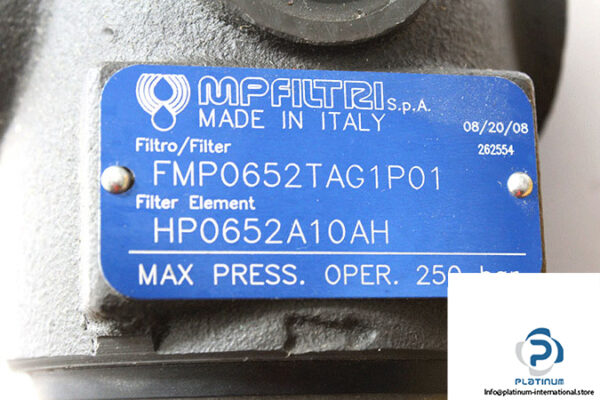 MPFILTRI S.p.A.
MADE IN ITALY
08/20/08
Filtro/Filter
262554
FMP0652TAG1P01
Filter Element
HP0652A10AH
MAX PRESS. OPER. 250 bar
PLATINUM
Info@platinum-international.store